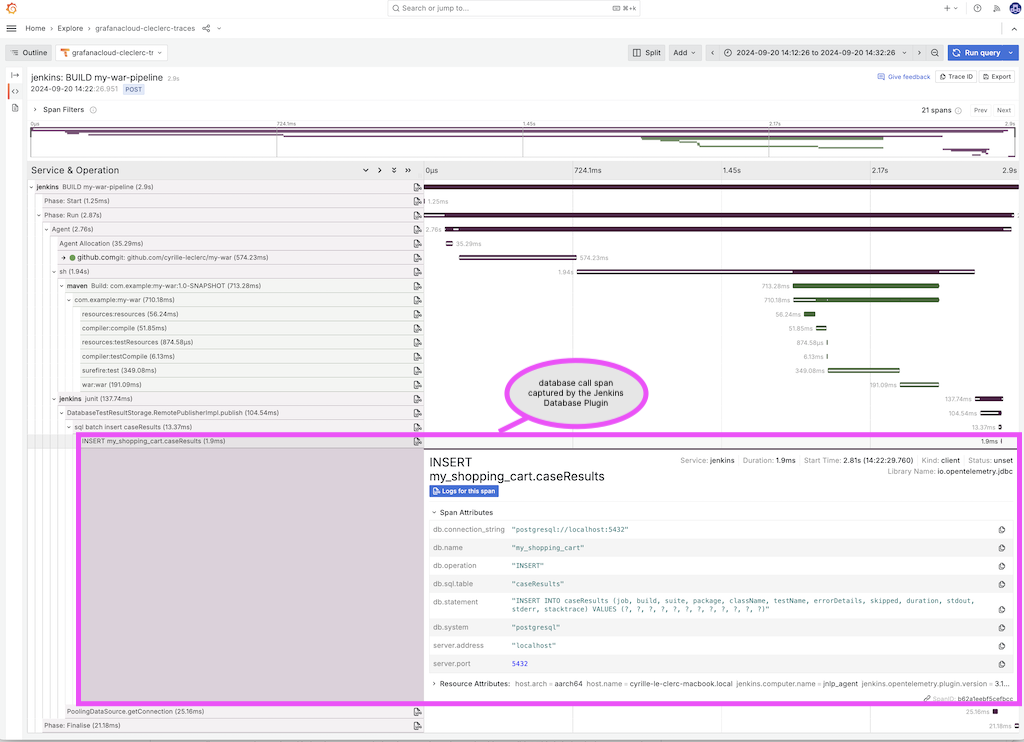 Search or jump to...
⌘+k
Home › Explore › grafanacloud-cleclerc-traces
Outline
grafanacloud-cleclerc-tr
Split
Add
2024-09-20 14:12:26 to 2024-09-20 14:32:26
Run query
jenkins: BUILD my-war-pipeline 2.9s
2024-09-20 14:22:26.951 POST
Give feedback
Trace ID
Export
Span Filters
21 spans
Prev
Next
0μs 724.1ms 1.45s 2.17s 2.9s
Service & Operation
0μs 724.1ms 1.45s 2.17s 2.9s
jenkins BUILD my-war-pipeline (2.9s)
Phase: Start (1.25ms)
1.25ms
Phase: Run (2.87s)
Agent (2.76s)
2.76s
Agent Allocation (35.29ms)
35.29ms
github.com git: github.com/cyrille-leclerc/my-war (574.23ms)
574.23ms
sh (1.94s)
1.94s
maven Build: com.example:my-war:1.0-SNAPSHOT (713.28ms)
713.28ms
com.example:my-war (710.18ms)
710.18ms
resources:resources (56.24ms)
56.24ms
compiler:compile (51.85ms)
51.85ms
resources:testResources (874.58μs)
874.58μs
compiler:testCompile (6.13ms)
6.13ms
surefire:test (349.08ms)
349.08ms
war:war (191.09ms)
191.09ms
database call span
captured by the Jenkins
Database Plugin
jenkins junit (137.74ms)
137.74ms
DatabaseTestResultStorage.RemotePublisherImpl.publish (104.54ms)
104.54ms
sql batch insert caseResults (13.37ms)
13.37ms
INSERT my_shopping_cart.caseResults (1.9ms)
1.9ms
INSERT
my_shopping_cart.caseResults
Service: jenkins Duration: 1.9ms Start Time: 2.81s (14:22:29.760) Kind: client Status: unset
Library Name: io.opentelemetry.jdbc
Logs for this span
Span Attributes
db.connection_string "postgresql://localhost:5432"
db.name "my_shopping_cart"
db.operation "INSERT"
db.sql.table "caseResults"
db.statement "INSERT INTO caseResults (job, build, suite, package, className, testName, errorDetails, skipped, duration, stdout,
stderr, stacktrace) VALUES (?, ?, ?, ?, ?, ?, ?, ?, ?, ?, ?, ?)"
db.system "postgresql"
server.address "localhost"
server.port 5432
Resource Attributes: host.arch = aarch64 host.name = cyrille-le-clerc-macbook.local jenkins.computer.name = jnlp_agent jenkins.opentelemetry.plugin.version = 3.1...
SpanID: b62a1eebf5cefbcc
PoolingDataSource.getConnection (25.16ms)
25.16ms
Phase: Finalise (21.18ms)
21.18ms